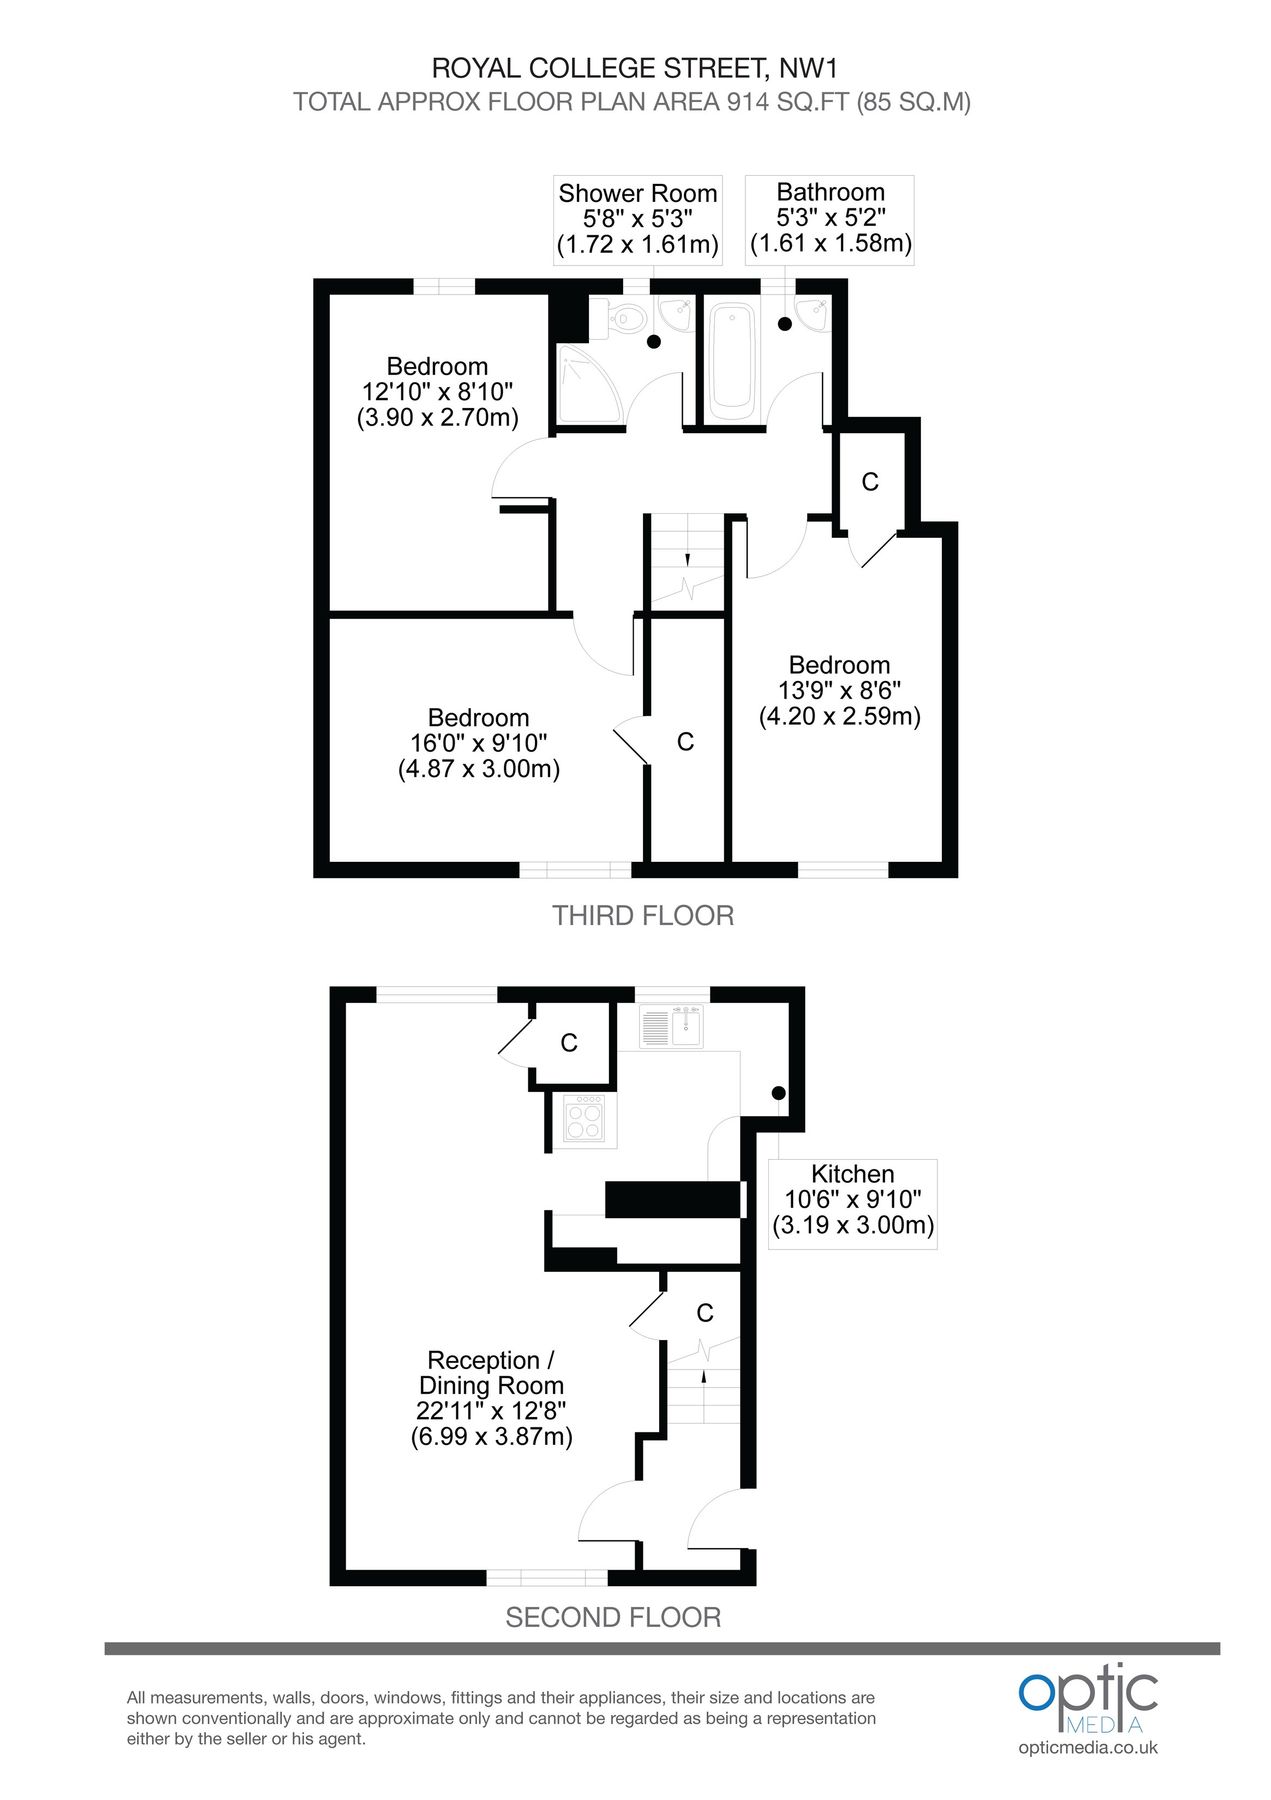 ROYAL COLLEGE STREET, NW1
TOTAL APPROX FLOOR PLAN AREA 914 SQ.FT (85 SQ.M)
Shower Room
5'8" x 5'3"
(1.72 x 1.61m)
Bathroom
5'3" x 5'2"
(1.61 x 1.58m)
Bedroom
12'10" x 8'10"
(3.90 x 2.70m)
C
Bedroom
13'9" x 8'6"
(4.20 x 2.59m)
Bedroom
16'0" x 9'10"
(4.87 x 3.00m)
C
THIRD FLOOR
C
Kitchen
10'6" x 9'10"
(3.19 x 3.00m)
C
Reception /
Dining Room
22'11" x 12'8"
(6.99 x 3.87m)
SECOND FLOOR
All measurements, walls, doors, windows, fittings and their appliances, their size and locations are
shown conventionally and are approximate only and cannot be regarded as being a representation
either by the seller or his agent.
optic
MEDIA
opticmedia.co.uk